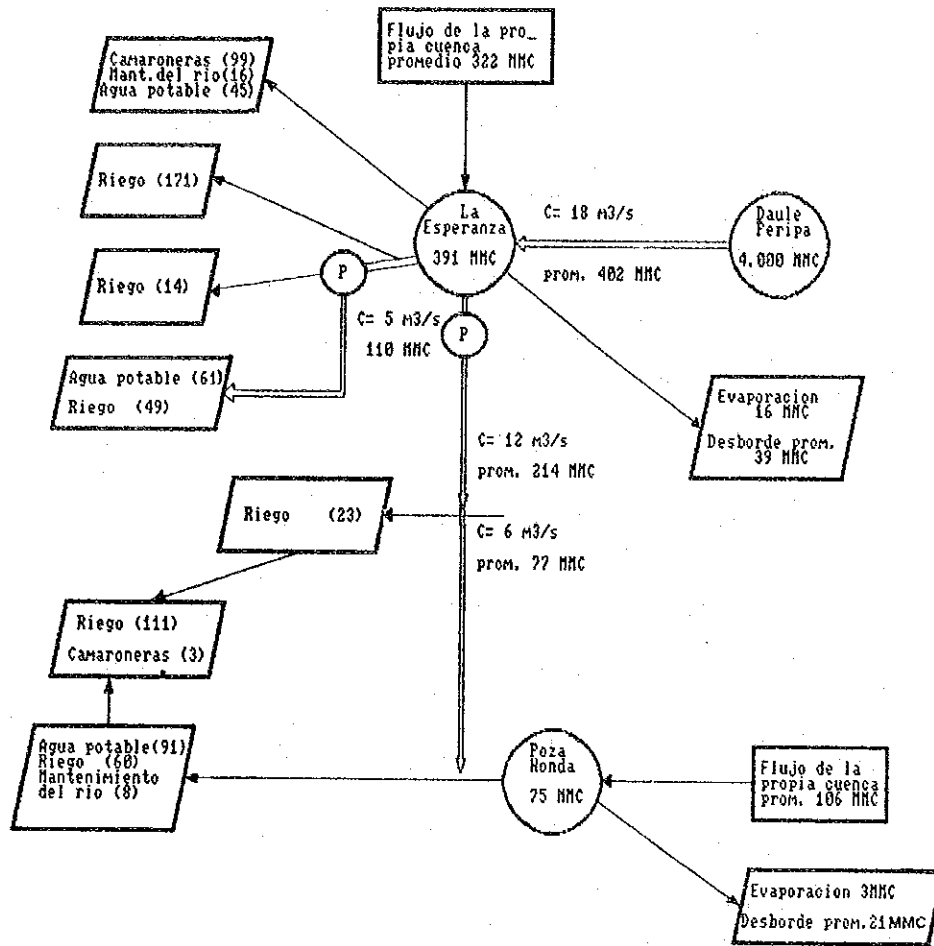 Flujo de la pro_
pia cuenca
promedio 322 MMC
Camaroneras (99)
Mant.del rio(16)
Agua potable (45)
Riego (171)
La
Esperanza
391 MMC
C= 18 m3/s
prom. 402 MMC
Daule
Peripa
4.000 MMC
Riego (14)
P
C= 5 m3/s
110 MMC
P
Agua potable (61)
Riego (49)
Evaporacion
16 MMC
Desborde prom.
39 MMC
C= 12 m3/s
prom. 214 MMC
Riego (23)
C= 6 m3/s
prom. 77 MMC
Riego (111)
Camaroneras (3)
Agua potable(91)
Riego (60)
Mantenimiento
del rio (8)
Poza
Honda
75 MMC
Flujo de la
propia cuenca
prom. 106 MMC
Evaporacion 3MMC
Desborde prom.21MMC